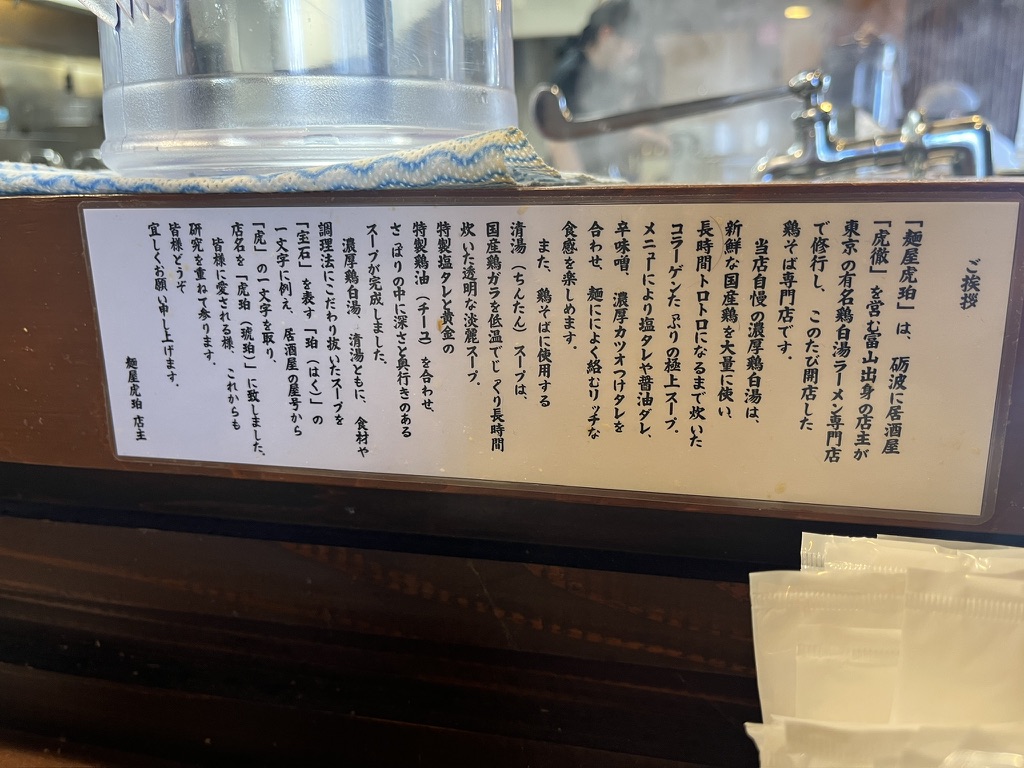 ご挨拶
「麺屋虎珀」は、砺波に居酒屋
「虎徹」を営む富山出身の店主が
東京の有名鶏白湯ラーメン専門店
で修行し、このたび開店した
鶏そば専門店です。
当店自慢の濃厚鶏白湯は、
新鮮な国産鶏を大量に使い、
長時間トロトロになるまで炊いた
コラーゲンたっぷりの極上スープ。
メニューにより塩タレや醤油ダレ、
辛味噌、濃厚カツオつけタレを
合わせ、麺ににによく絡むリッチな
食感を楽しめます。
また、鶏そばに使用する
清湯（ちんたん）スープは、
国産鶏ガラを低温でじっくり長時間
炊いた透明な淡麗スープ。
特製塩タレと黄金の
特製鶏油（チーユ）を合わせ、
さっぱりの中に深さと奥行きのある
スープが完成しました。
濃厚鶏白湯、清湯ともに、食材や
調理法にこだわり抜いたスープを
「宝石」を表す「珀（はく）」の
一文字に例え、居酒屋の屋号から
「虎」の一文字を取り、
店名を「虎珀（琥珀）」に致しました。
皆様に愛される様、これからも
研究を重ねて参ります。
皆様どうぞ
宜しくお願い申し上げます。
麺屋虎珀 店主